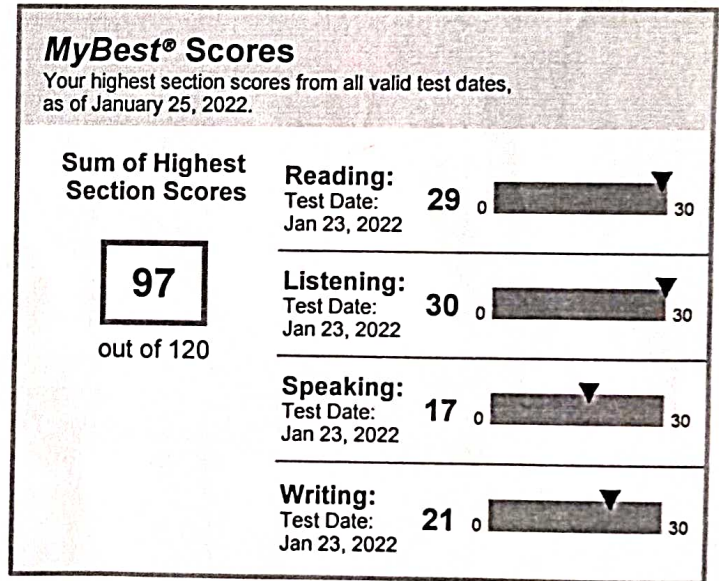 MyBest® Scores
Your highest section scores from all valid test dates,
as of January 25, 2022.
Sum of Highest
Section Scores
97
out of 120
Reading:
Test Date:
Jan 23, 2022
29
0
30
Listening:
Test Date:
Jan 23, 2022
30
0
30
Speaking:
Test Date:
Jan 23, 2022
17
0
30
Writing:
Test Date:
Jan 23, 2022
21
0
30